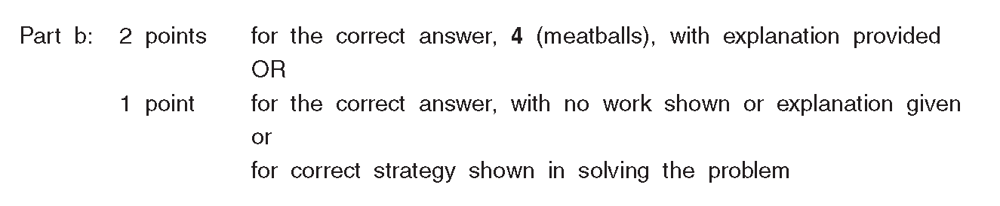 Part b: 2 points for the correct answer, 4 (meatballs), with explanation provided
OR
1 point for the correct answer, with no work shown or explanation given
or
for correct strategy shown in solving the problem